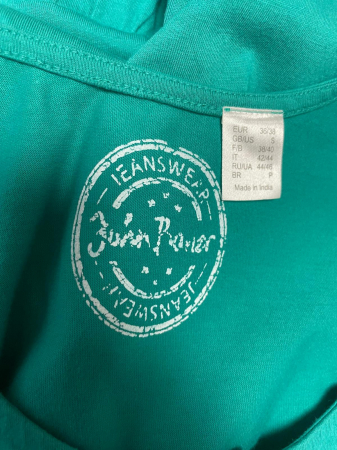 JEANSWEAR
John Baner
JEANSWEAR
EUR 36/38
GB/US S
F/B 38/40
IT 42/44
RU/UA 44/46
BR P
Made in India